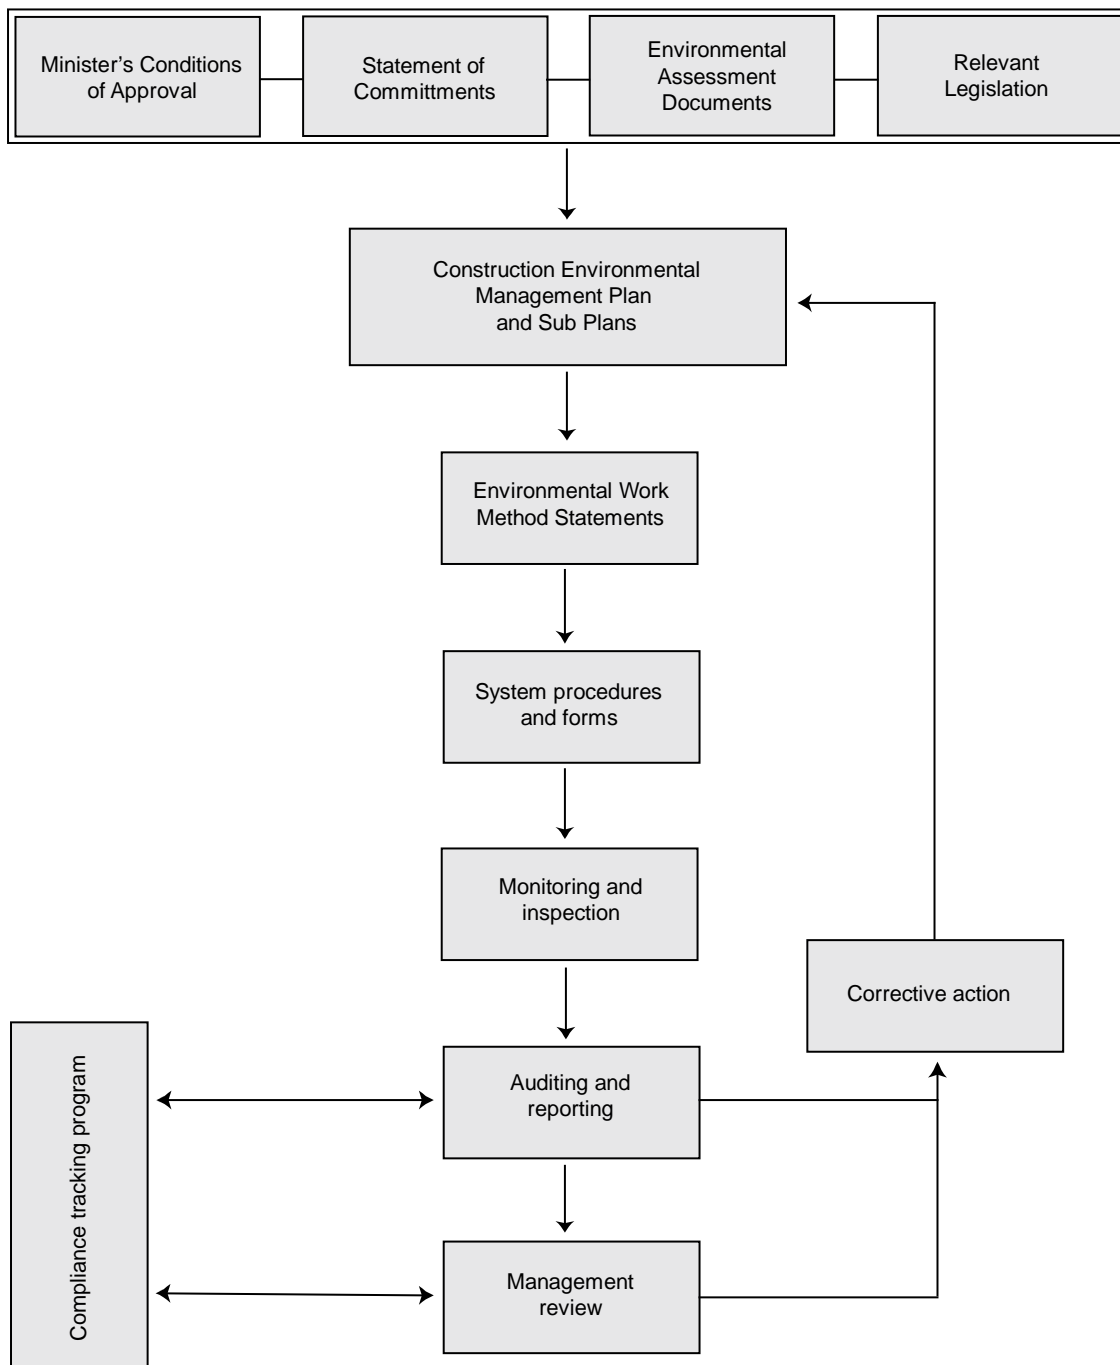 Minister’s Conditions
of Approval
Statement of
Committments
Environmental
Assessment
Documents
Relevant
Legislation
Construction Environmental
Management Plan
and Sub Plans
Environmental Work
Method Statements
System procedures
and forms
Monitoring and
inspection
Corrective action
Auditing and
reporting
Compliance tracking program
Management
review